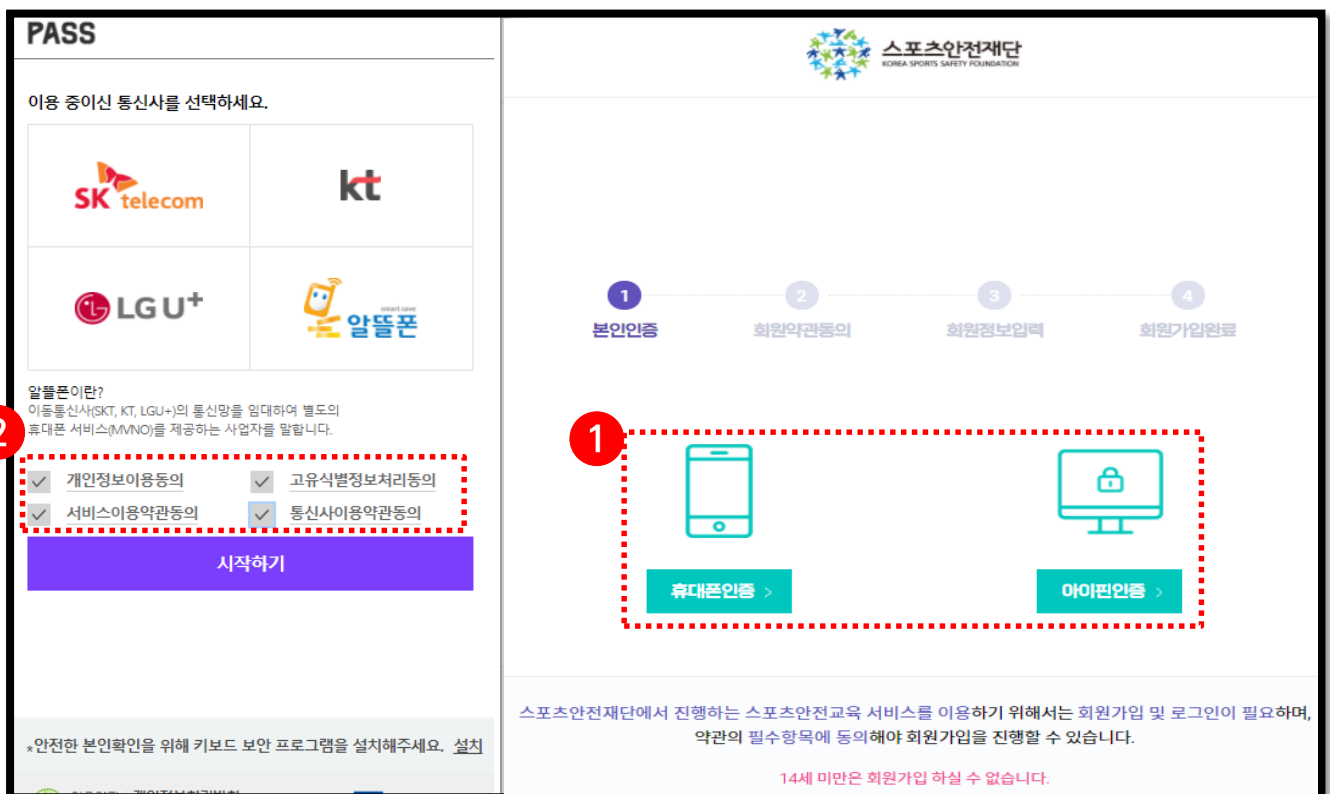 PASS
이용 중이신 통신사를 선택하세요.
SK telecom
kt
LG U+
smart save
알뜰폰
알뜰폰이란?
이동통신사(SKT, KT, LGU+)의 통신망을 임대하여 별도의
휴대폰 서비스(MVNO)를 제공하는 사업자를 말합니다.
2
개인정보이용동의 고유식별정보처리동의
서비스이용약관동의 통신사이용약관동의
시작하기
*안전한 본인확인을 위해 키보드 보안 프로그램을 설치해주세요. 설치
스포츠안전재단
KOREA SPORTS SAFETY FOUNDATION
1 2 3 4
본인인증 회원약관동의 회원정보입력 회원가입완료
1
휴대폰인증 > 아이핀인증 >
스포츠안전재단에서 진행하는 스포츠안전교육 서비스를 이용하기 위해서는 회원가입 및 로그인이 필요하며,
약관의 필수항목에 동의해야 회원가입을 진행할 수 있습니다.
14세 미만은 회원가입 하실 수 없습니다.